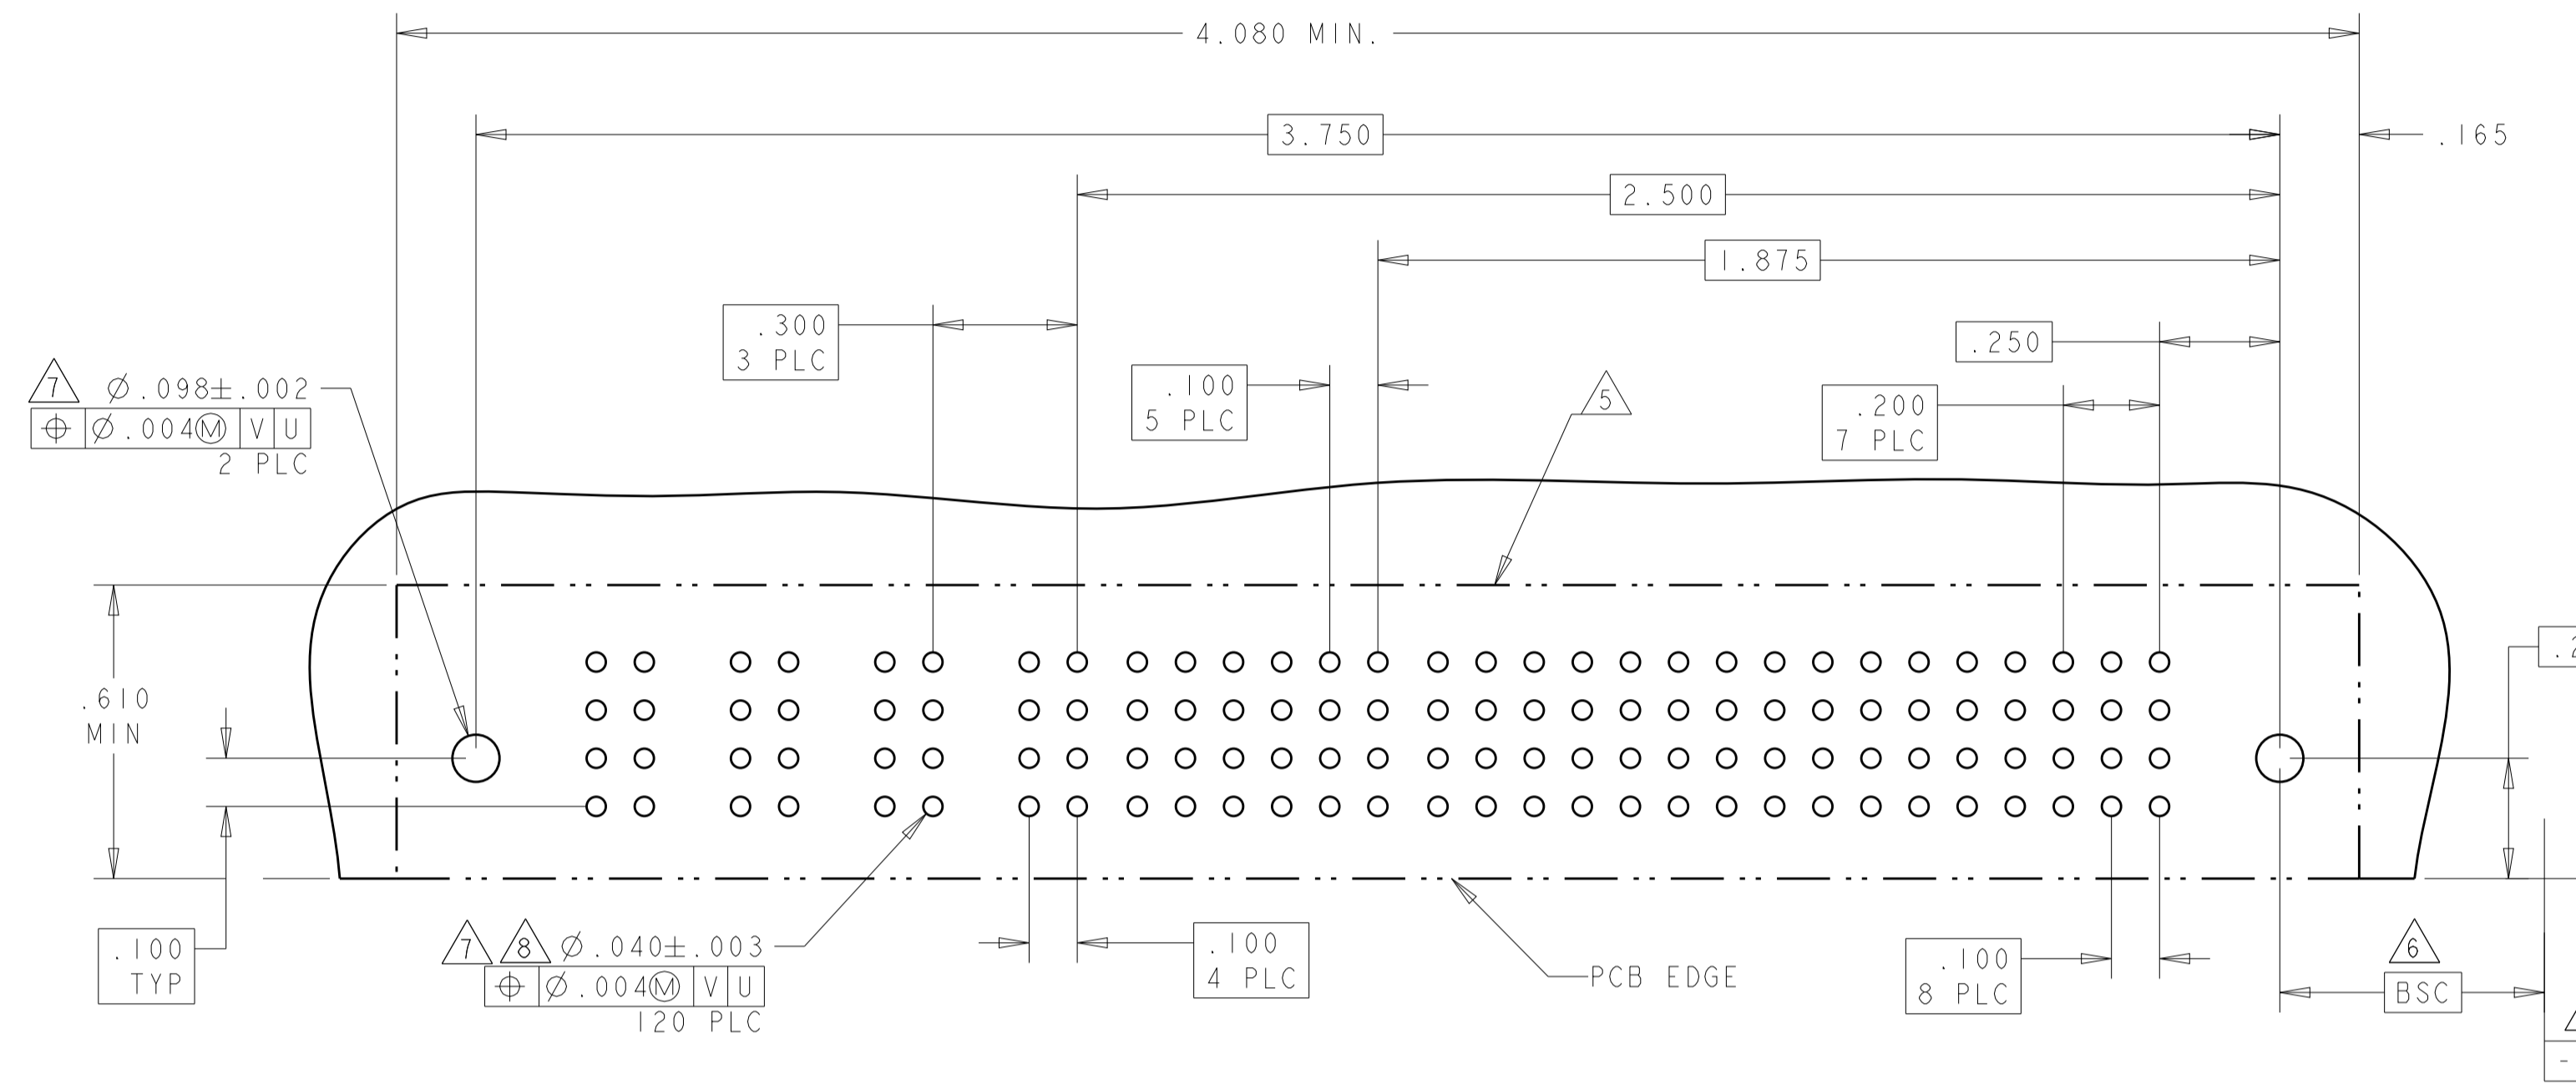 4.080 MIN.
3.750
.165
2.500
1.875
.300
3 PLC
.250
.100
5 PLC
5
.200
7 PLC
7 Ø.098±.002
⌖ Ø.004Ⓜ V U
2 PLC
.610
MIN
.100
TYP
7 8 Ø.040±.003
⌖ Ø.004Ⓜ V U
120 PLC
.100
4 PLC
PCB EDGE
.100
8 PLC
6
BSC